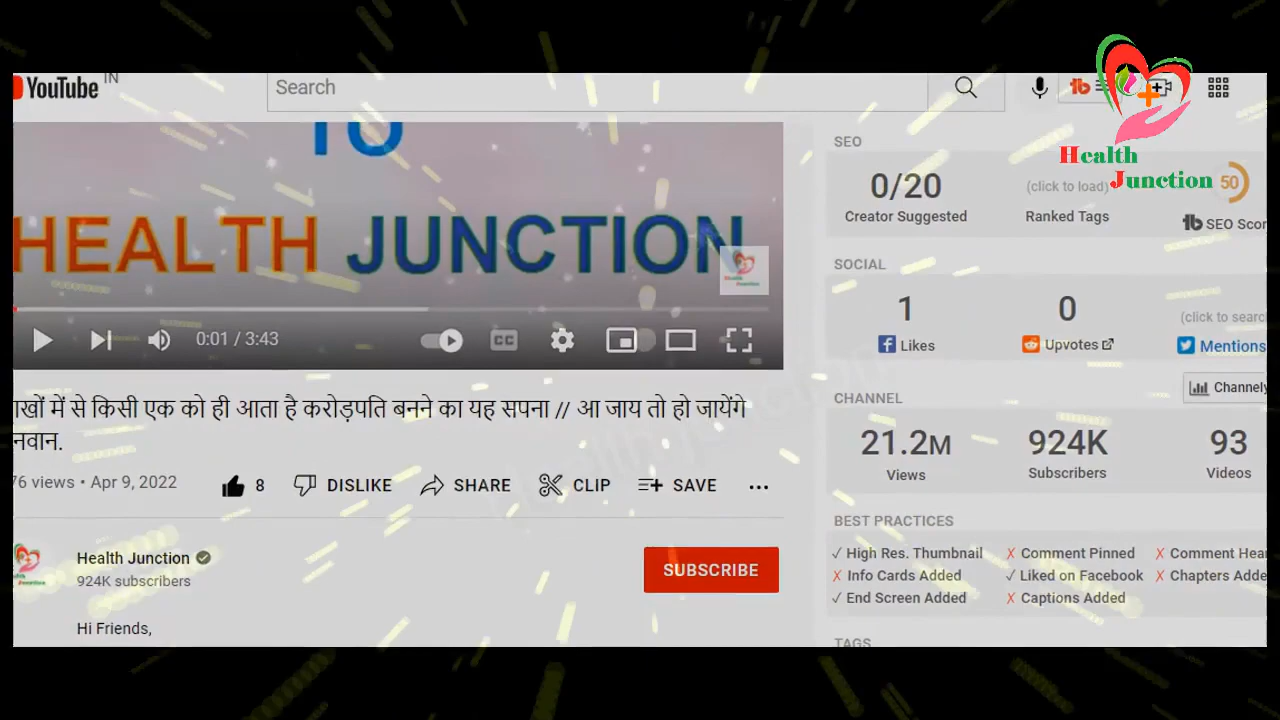 YouTube IN
Search
Health
Junction
TO
HEALTH JUNCTION
0:01 / 3:43
CC
ाखों में से किसी एक को ही आता है करोड़पति बनने का यह सपना // आ जाय तो हो जायेंगे
नवान.
76 views • Apr 9, 2022
8
DISLIKE
SHARE
CLIP
SAVE
Health Junction
924K subscribers
SUBSCRIBE
Hi Friends,
SEO
0/20
Creator Suggested
(click to load)
Ranked Tags
50
SEO Scor
SOCIAL
1
Likes
0
Upvotes
(click to searc
Mentions
CHANNEL
Channely
21.2M
Views
924K
Subscribers
93
Videos
BEST PRACTICES
✓ High Res. Thumbnail
✗ Comment Pinned
✗ Comment Hear
✗ Info Cards Added
✓ Liked on Facebook
✗ Chapters Adde
✓ End Screen Added
✗ Captions Added
TAGS